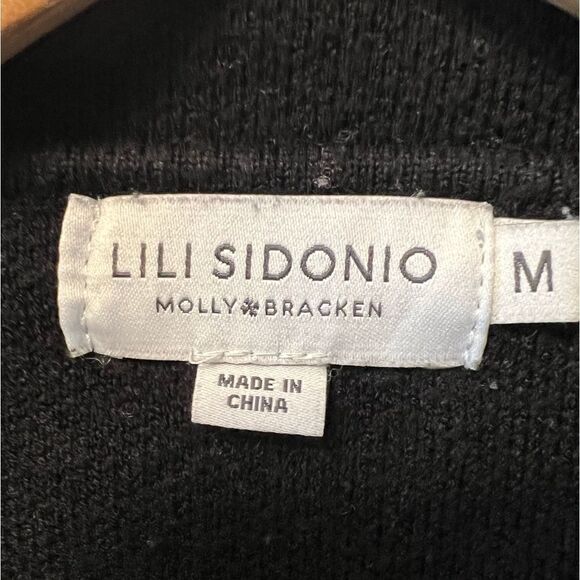 LILI SIDONIO
MOLLY BRACKEN
M
MADE IN
CHINA